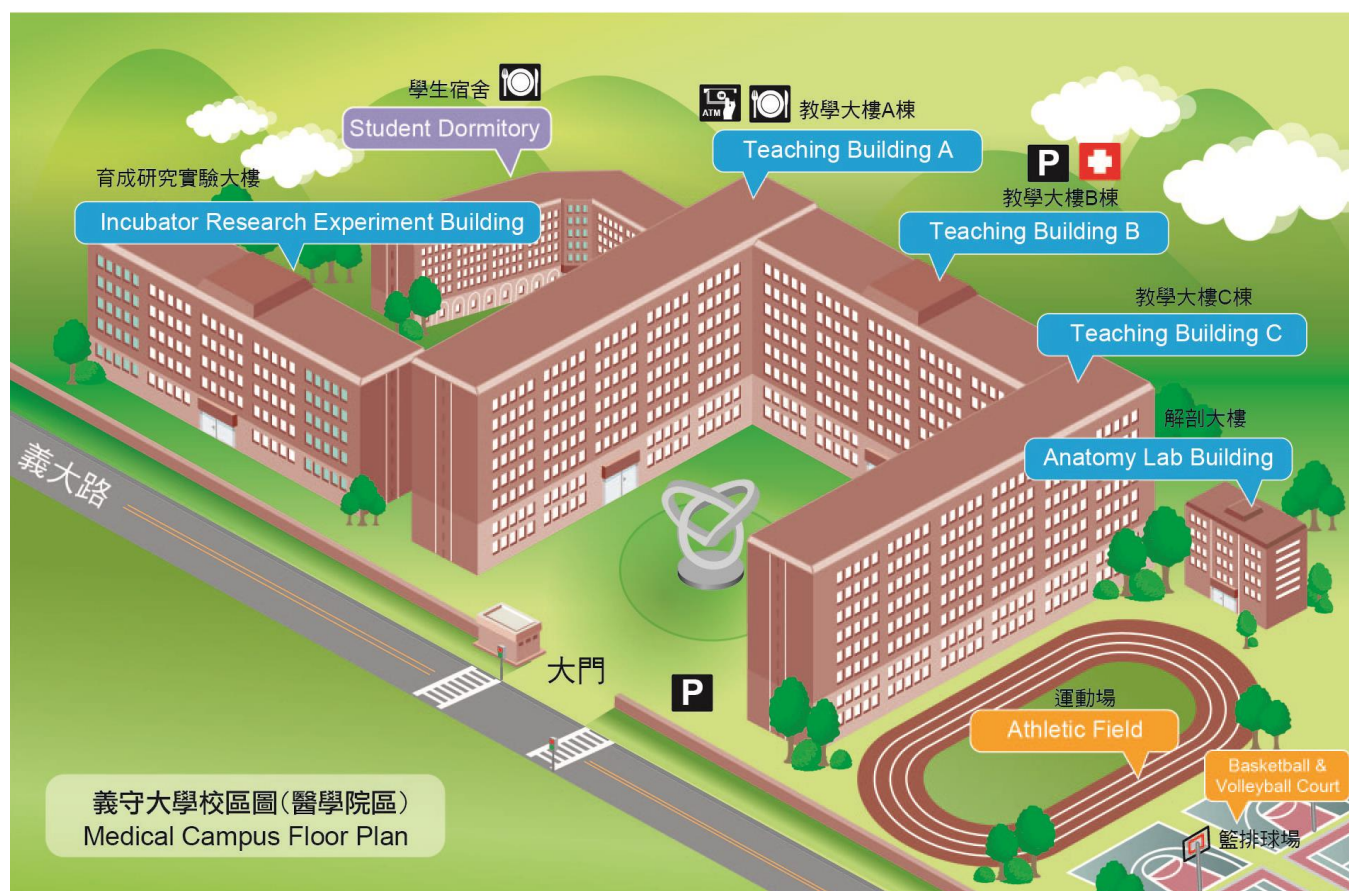 學生宿舍
Student Dormitory
ATM
教學大樓A棟
Teaching Building A
P
教學大樓B棟
Teaching Building B
育成研究實驗大樓
Incubator Research Experiment Building
教學大樓C棟
Teaching Building C
解剖大樓
Anatomy Lab Building
義大路
大門
P
運動場
Athletic Field
Basketball &
Volleyball Court
籃排球場
義守大學校區圖(醫學院區)
Medical Campus Floor Plan